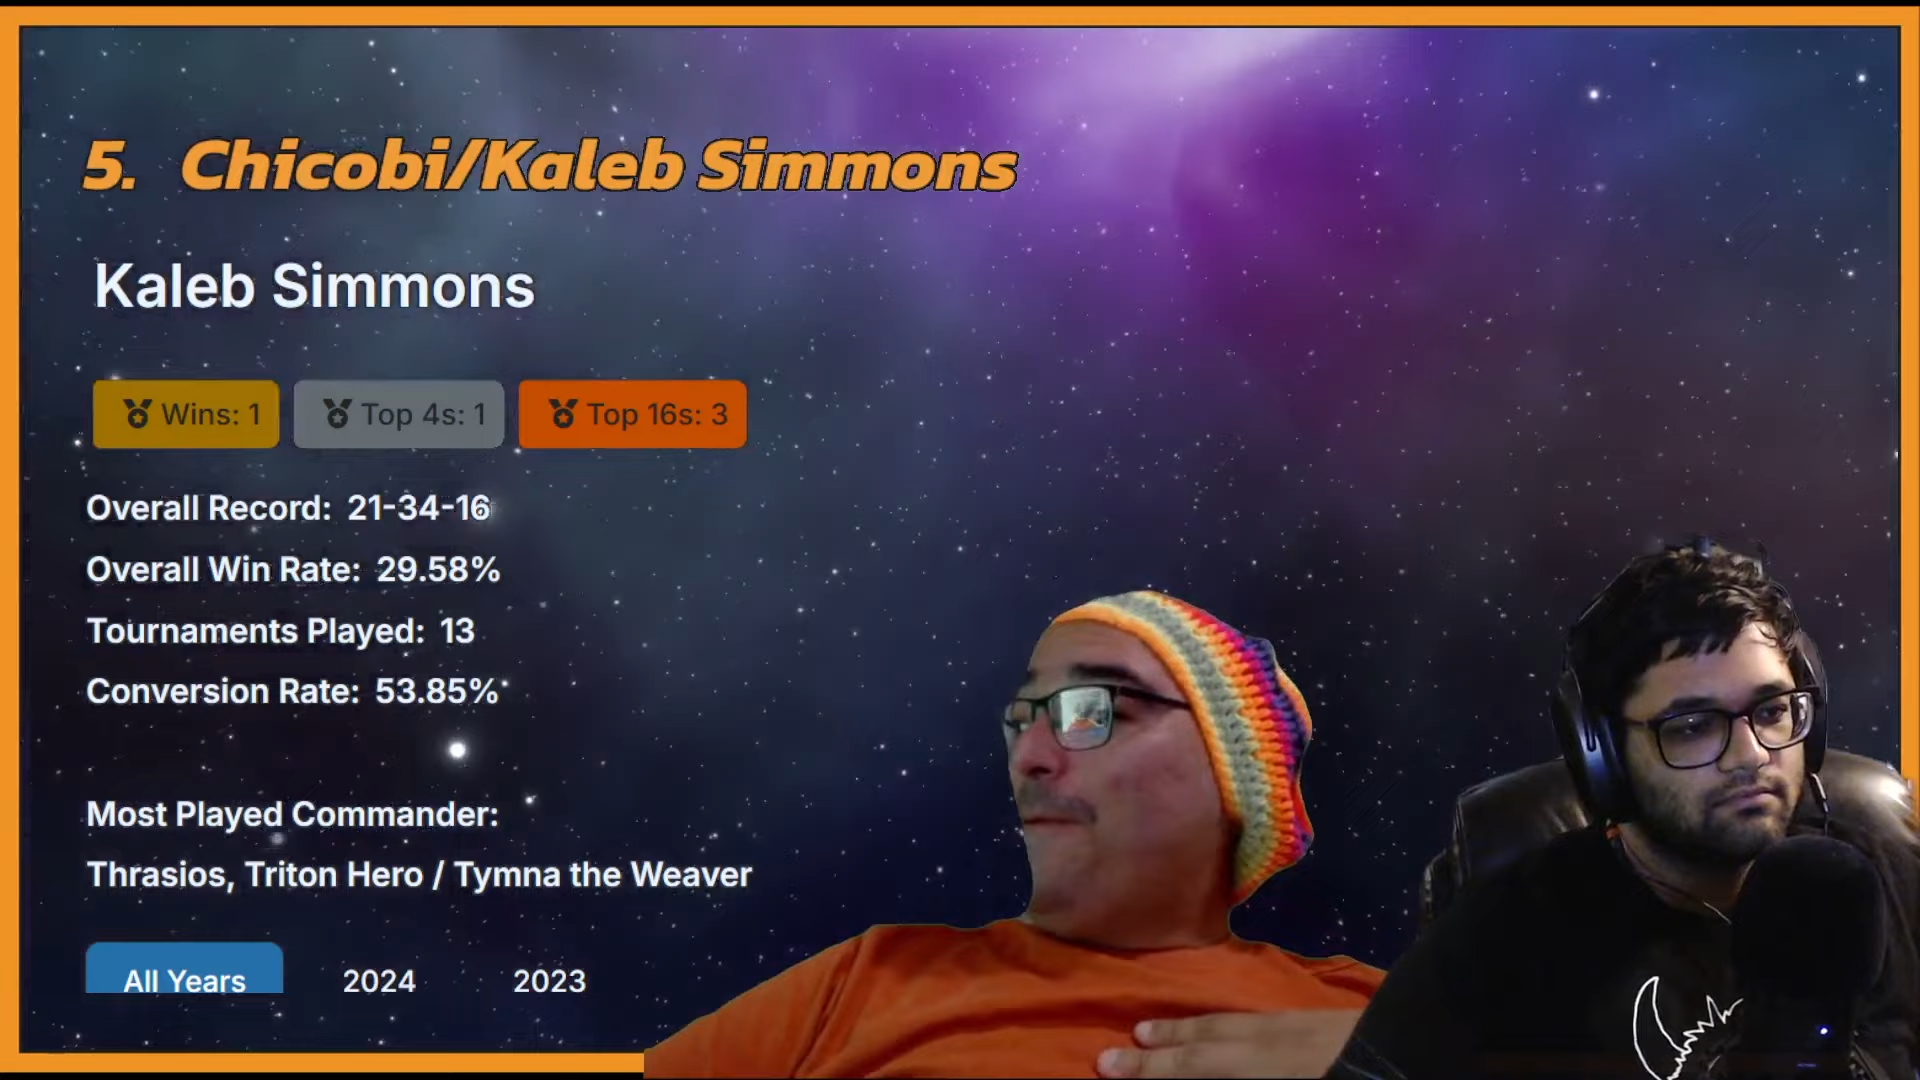 5. Chicobi/Kaleb Simmons
Kaleb Simmons
Wins: 1 Top 4s: 1 Top 16s: 3
Overall Record: 21-34-16
Overall Win Rate: 29.58%
Tournaments Played: 13
Conversion Rate: 53.85%
Most Played Commander:
Thrasios, Triton Hero / Tymna the Weaver
All Years 2024 2023